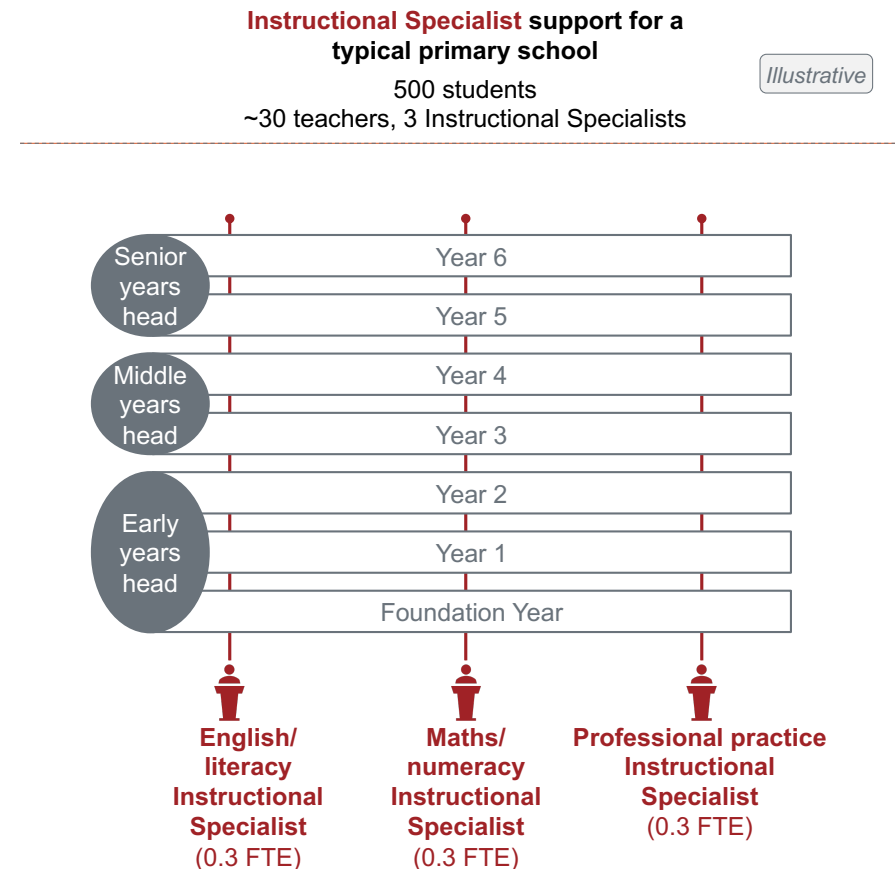 Instructional Specialist support for a
typical primary school
500 students
~30 teachers, 3 Instructional Specialists
Illustrative
Senior
years
head
Year 6
Year 5
Middle
years
head
Year 4
Year 3
Early
years
head
Year 2
Year 1
Foundation Year
English/
literacy
Instructional
Specialist
(0.3 FTE)
Maths/
numeracy
Instructional
Specialist
(0.3 FTE)
Professional practice
Instructional
Specialist
(0.3 FTE)